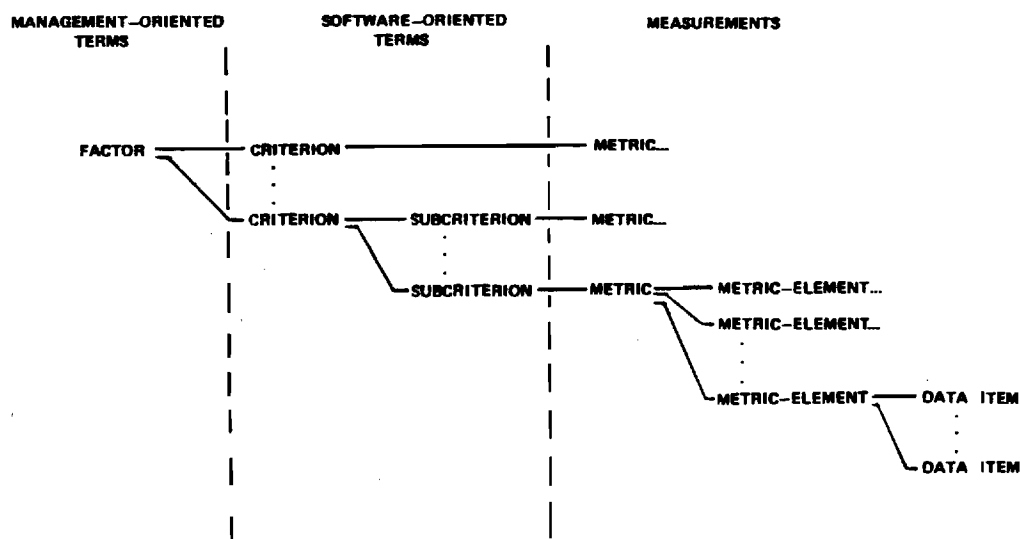 MANAGEMENT-ORIENTED TERMS
SOFTWARE-ORIENTED TERMS
MEASUREMENTS
FACTOR CRITERION METRIC...
CRITERION SUBCRITERION METRIC...
SUBCRITERION METRIC METRIC-ELEMENT...
METRIC-ELEMENT...
METRIC-ELEMENT DATA ITEM
DATA ITEM